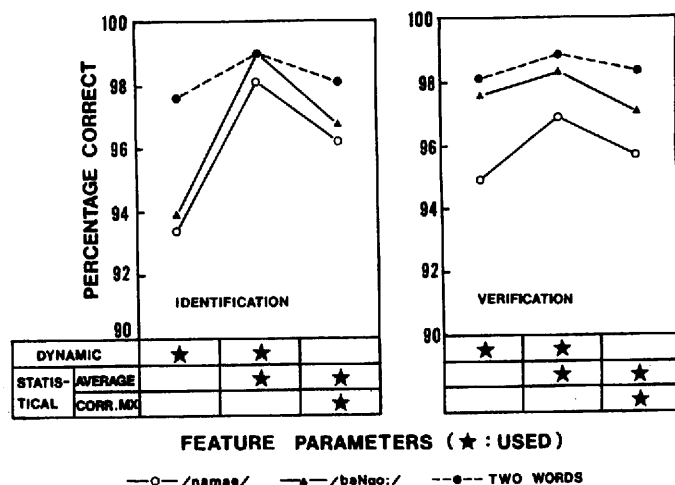 100
98
96
94
92
90
PERCENTAGE CORRECT
IDENTIFICATION
100
98
96
94
92
90
VERIFICATION
DYNAMIC ★ ★ ★ ★
STATIS-TICAL AVERAGE ★ ★ ★ ★
CORR.MX ★ ★
FEATURE PARAMETERS (★ : USED)
/namae/ /baNgo:/ TWO WORDS